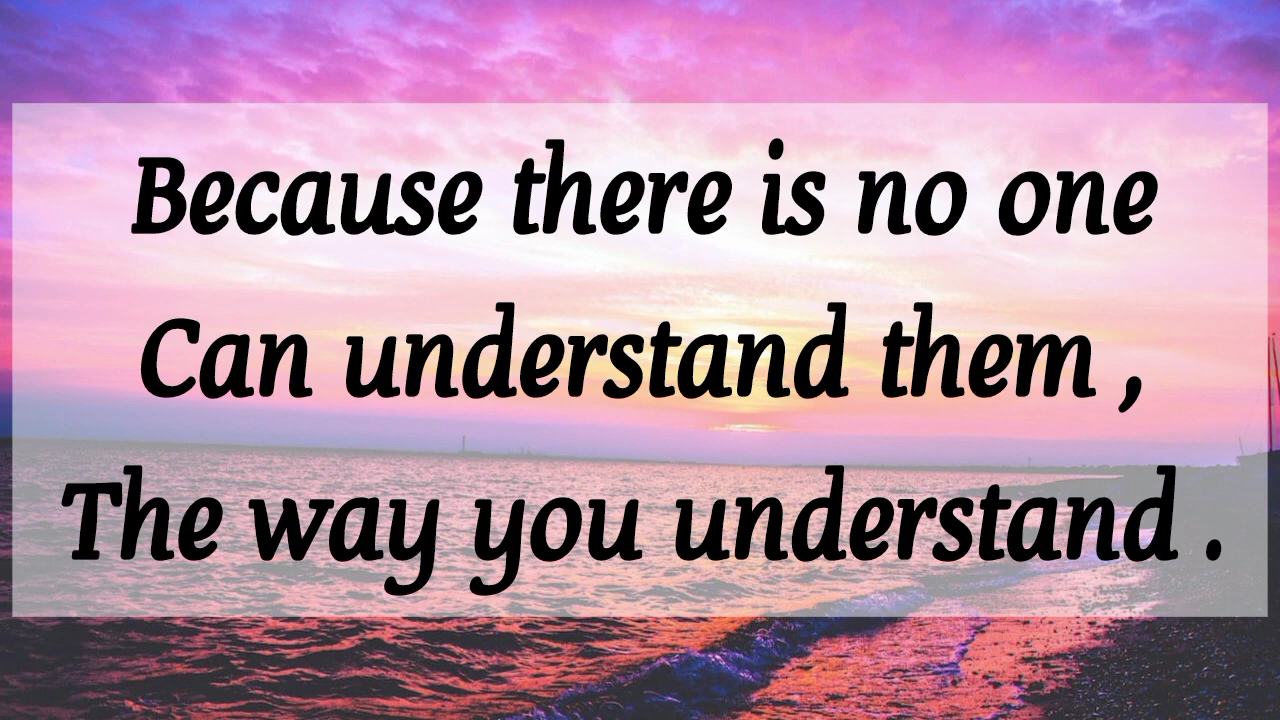 Because there is no one
Can understand them ,
The way you understand .